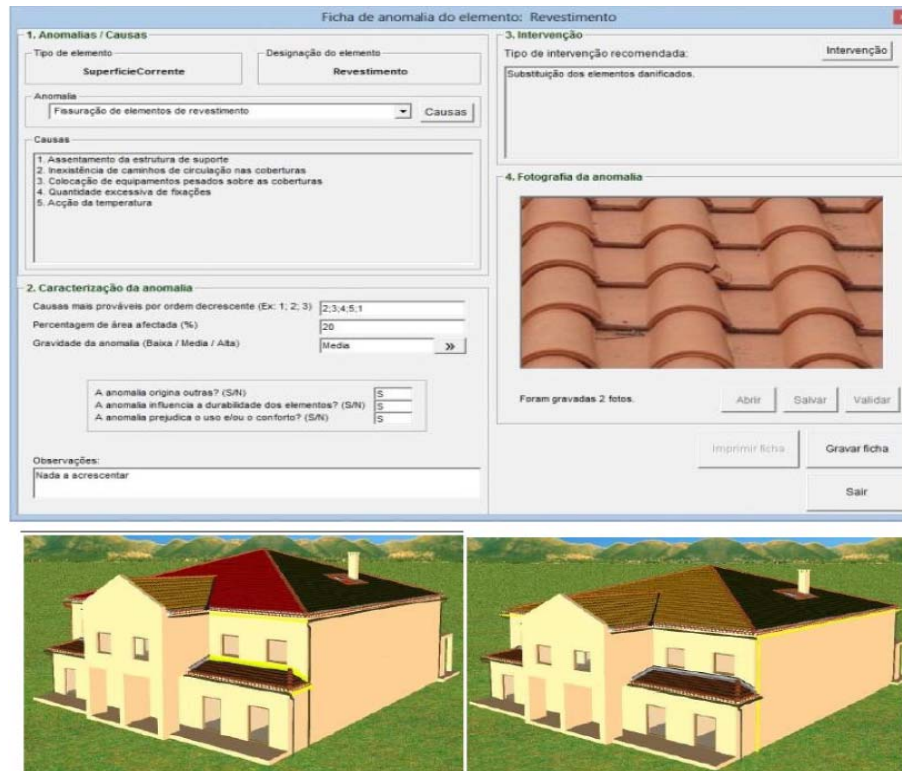 Ficha de anomalia do elemento: Revestimento
1. Anomalias / Causas
Tipo de elemento
SuperficieCorrente
Designação do elemento
Revestimento
Anomalia
Fissuração de elementos de revestimento
Causas
Causas
1. Assentamento da estrutura de suporte
2. Inexistência de caminhos de circulação nas coberturas
3. Colocação de equipamentos pesados sobre as coberturas
4. Quantidade excessiva de fixações
5. Acção da temperatura
2. Caracterização da anomalia
Causas mais prováveis por ordem decrescente (Ex: 1; 2; 3) 2;3;4;5;1
Percentagem de área afectada (%) 20
Gravidade da anomalia (Baixa / Media / Alta) Media »
A anomalia origina outras? (S/N) S
A anomalia influencia a durabilidade dos elementos? (S/N) S
A anomalia prejudica o uso e/ou o conforto? (S/N) S
Observações:
Nada a acrescentar
3. Intervenção
Tipo de intervenção recomendada: Intervenção
Substituição dos elementos danificados.
4. Fotografia da anomalia
Foram gravadas 2 fotos. Abrir Salvar Validar
Imprimir ficha Gravar ficha
Sair